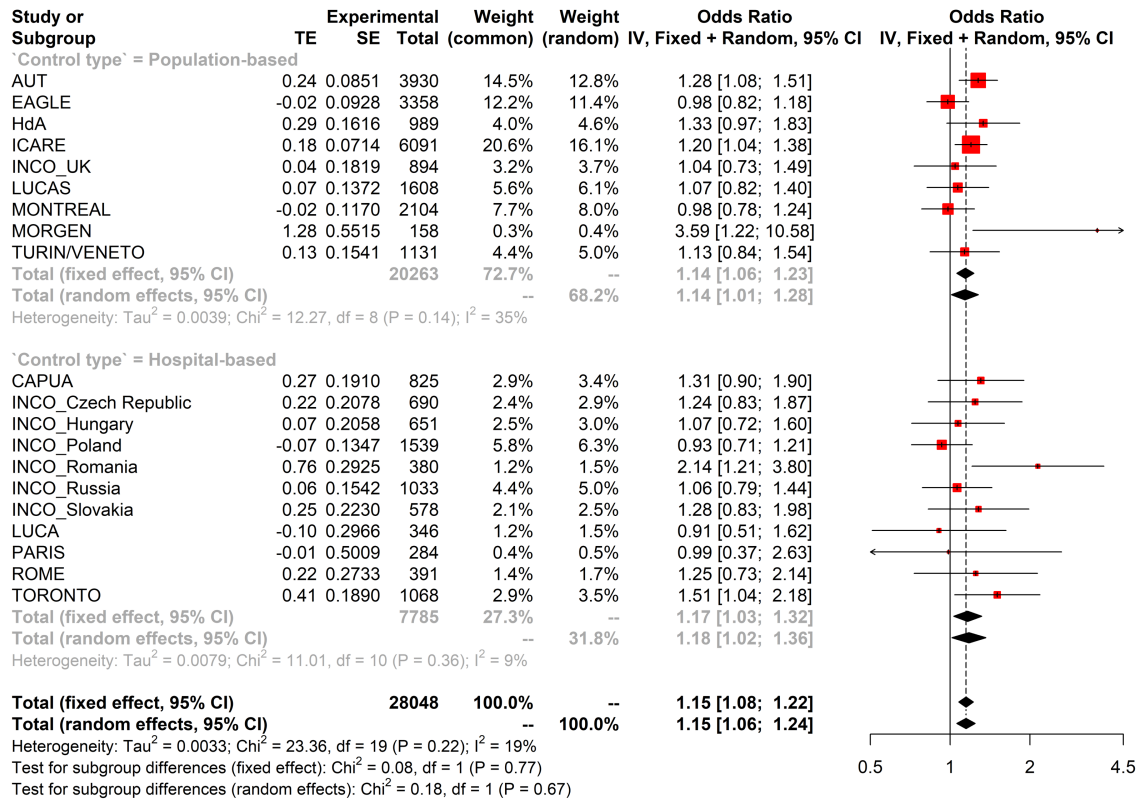 Study or Experimental Weight Weight Odds Ratio Odds Ratio
Subgroup TE SE Total (common) (random) IV, Fixed + Random, 95% CI IV, Fixed + Random, 95% CI
`Control type` = Population-based
AUT 0.24 0.0851 3930 14.5% 12.8% 1.28 [1.08; 1.51]
EAGLE -0.02 0.0928 3358 12.2% 11.4% 0.98 [0.82; 1.18]
HdA 0.29 0.1616 989 4.0% 4.6% 1.33 [0.97; 1.83]
ICARE 0.18 0.0714 6091 20.6% 16.1% 1.20 [1.04; 1.38]
INCO_UK 0.04 0.1819 894 3.2% 3.7% 1.04 [0.73; 1.49]
LUCAS 0.07 0.1372 1608 5.6% 6.1% 1.07 [0.82; 1.40]
MONTREAL -0.02 0.1170 2104 7.7% 8.0% 0.98 [0.78; 1.24]
MORGEN 1.28 0.5515 158 0.3% 0.4% 3.59 [1.22; 10.58]
TURIN/VENETO 0.13 0.1541 1131 4.4% 5.0% 1.13 [0.84; 1.54]
Total (fixed effect, 95% CI) 20263 72.7% -- 1.14 [1.06; 1.23]
Total (random effects, 95% CI) -- 68.2% 1.14 [1.01; 1.28]
Heterogeneity: Tau² = 0.0039; Chi² = 12.27, df = 8 (P = 0.14); I² = 35%
`Control type` = Hospital-based
CAPUA 0.27 0.1910 825 2.9% 3.4% 1.31 [0.90; 1.90]
INCO_Czech Republic 0.22 0.2078 690 2.4% 2.9% 1.24 [0.83; 1.87]
INCO_Hungary 0.07 0.2058 651 2.5% 3.0% 1.07 [0.72; 1.60]
INCO_Poland -0.07 0.1347 1539 5.8% 6.3% 0.93 [0.71; 1.21]
INCO_Romania 0.76 0.2925 380 1.2% 1.5% 2.14 [1.21; 3.80]
INCO_Russia 0.06 0.1542 1033 4.4% 5.0% 1.06 [0.79; 1.44]
INCO_Slovakia 0.25 0.2230 578 2.1% 2.5% 1.28 [0.83; 1.98]
LUCA -0.10 0.2966 346 1.2% 1.5% 0.91 [0.51; 1.62]
PARIS -0.01 0.5009 284 0.4% 0.5% 0.99 [0.37; 2.63]
ROME 0.22 0.2733 391 1.4% 1.7% 1.25 [0.73; 2.14]
TORONTO 0.41 0.1890 1068 2.9% 3.5% 1.51 [1.04; 2.18]
Total (fixed effect, 95% CI) 7785 27.3% -- 1.17 [1.03; 1.32]
Total (random effects, 95% CI) -- 31.8% 1.18 [1.02; 1.36]
Heterogeneity: Tau² = 0.0079; Chi² = 11.01, df = 10 (P = 0.36); I² = 9%
Total (fixed effect, 95% CI) 28048 100.0% -- 1.15 [1.08; 1.22]
Total (random effects, 95% CI) -- 100.0% 1.15 [1.06; 1.24]
Heterogeneity: Tau² = 0.0033; Chi² = 23.36, df = 19 (P = 0.22); I² = 19%
Test for subgroup differences (fixed effect): Chi² = 0.08, df = 1 (P = 0.77)
Test for subgroup differences (random effects): Chi² = 0.18, df = 1 (P = 0.67)
0.5 1 2 4.5